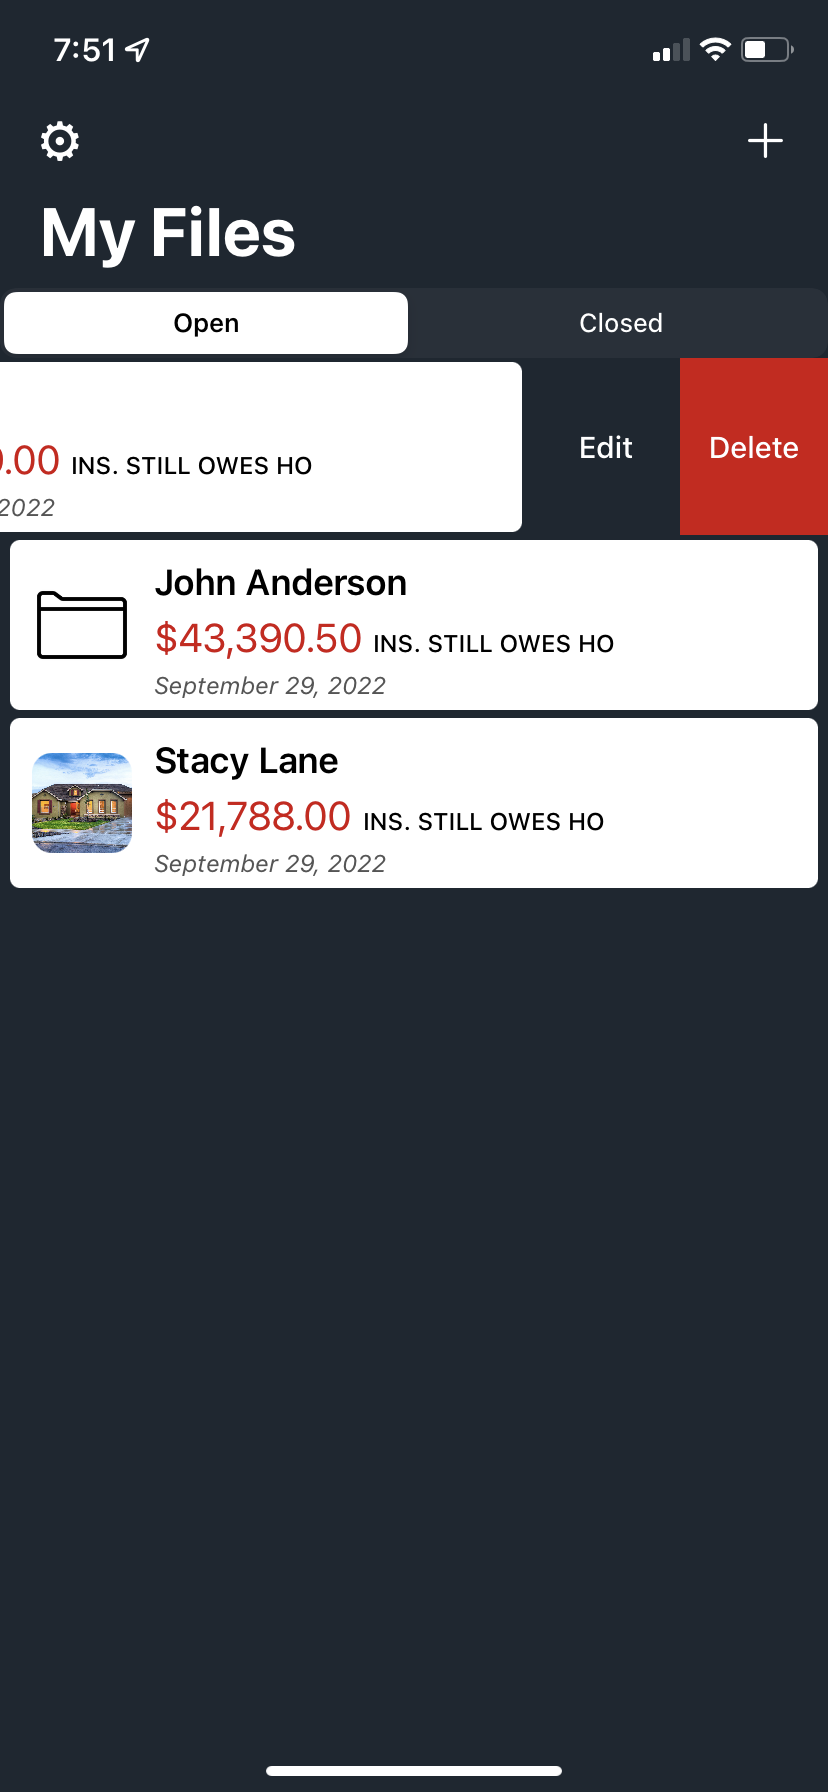 7:51
My Files
Open Closed
.00 INS. STILL OWES HO
2022
Edit Delete
John Anderson
$43,390.50 INS. STILL OWES HO
September 29, 2022
Stacy Lane
$21,788.00 INS. STILL OWES HO
September 29, 2022